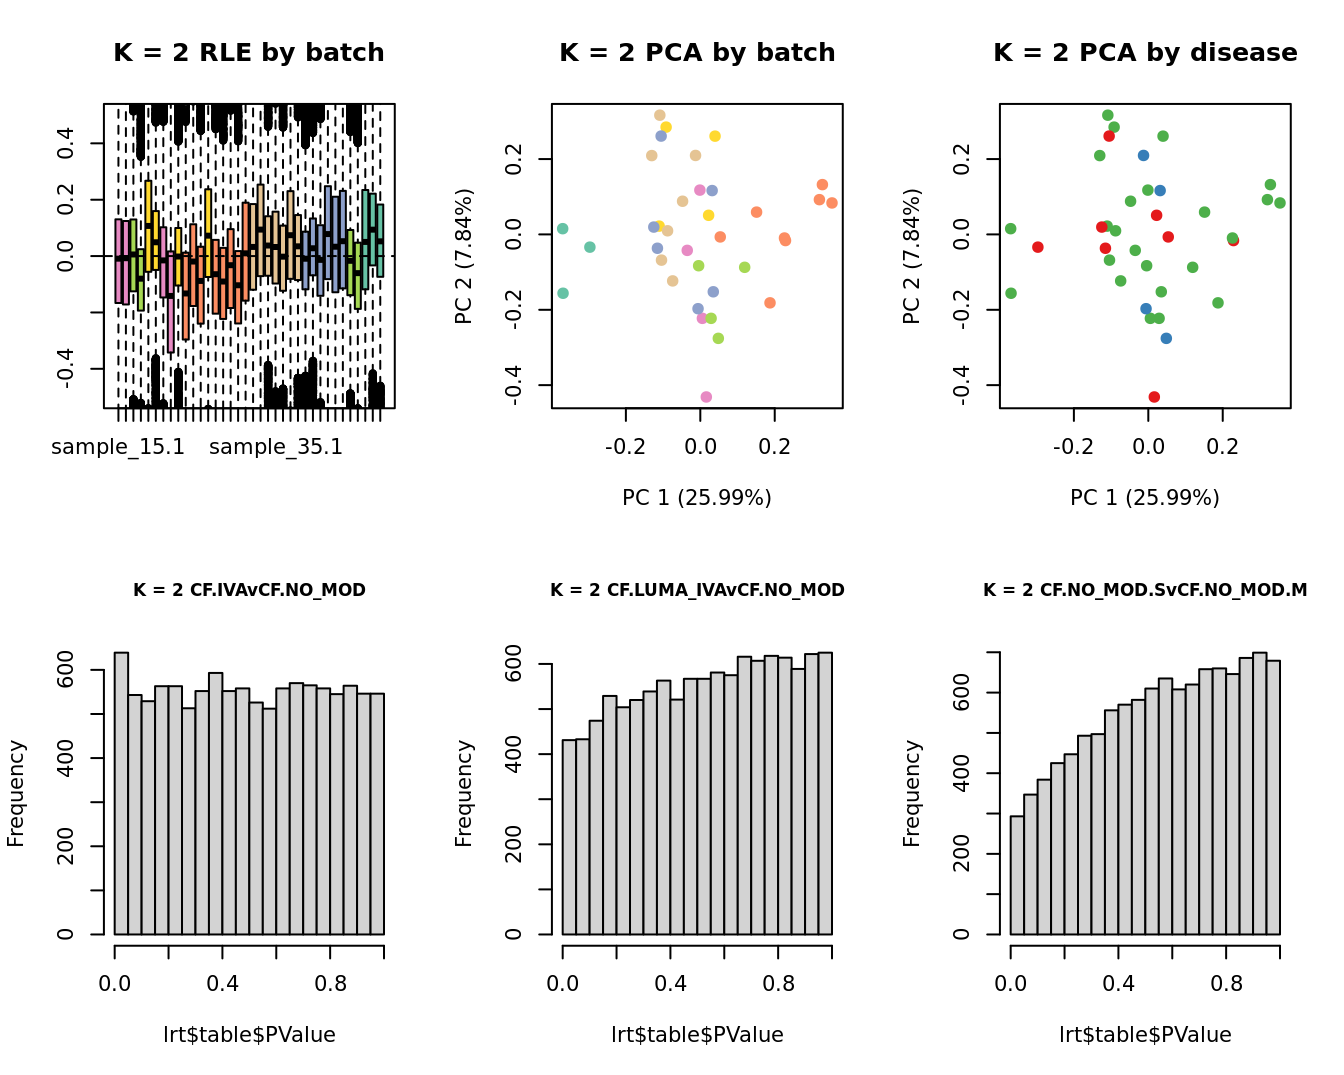 K = 2 RLE by batch
0.4
0.2
0.0
-0.4
sample_15.1 sample_35.1
K = 2 PCA by batch
PC 2 (7.84%)
0.2
0.0
-0.2
-0.4
-0.2 0.0 0.2
PC 1 (25.99%)
K = 2 PCA by disease
PC 2 (7.84%)
0.2
0.0
-0.2
-0.4
-0.2 0.0 0.2
PC 1 (25.99%)
K = 2 CF.IVAvCF.NO_MOD
Frequency
600
400
200
0
0.0 0.4 0.8
lrt$table$PValue
K = 2 CF.LUMA_IVAvCF.NO_MOD
Frequency
600
400
200
0
0.0 0.4 0.8
lrt$table$PValue
K = 2 CF.NO_MOD.SvCF.NO_MOD.M
Frequency
600
400
200
0
0.0 0.4 0.8
lrt$table$PValue